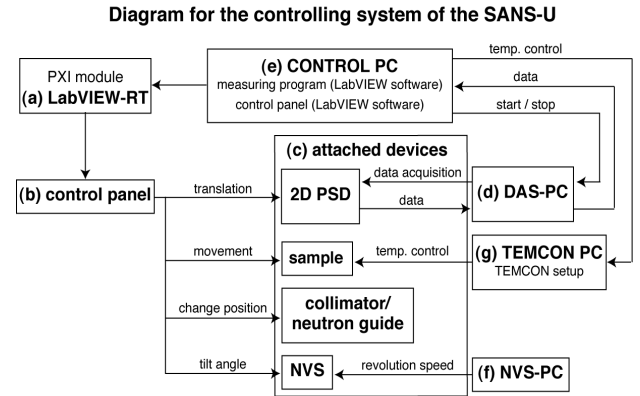 Diagram for the controlling system of the SANS-U
temp. control
PXI module
(a) LabVIEW-RT
(e) CONTROL PC
measuring program (LabVIEW software)
control panel (LabVIEW software)
data
start / stop
(c) attached devices
(b) control panel
translation
2D PSD
data acquisition
data
(d) DAS-PC
movement
sample
temp. control
(g) TEMCON PC
TEMCON setup
change position
collimator/
neutron guide
tilt angle
NVS
revolution speed
(f) NVS-PC